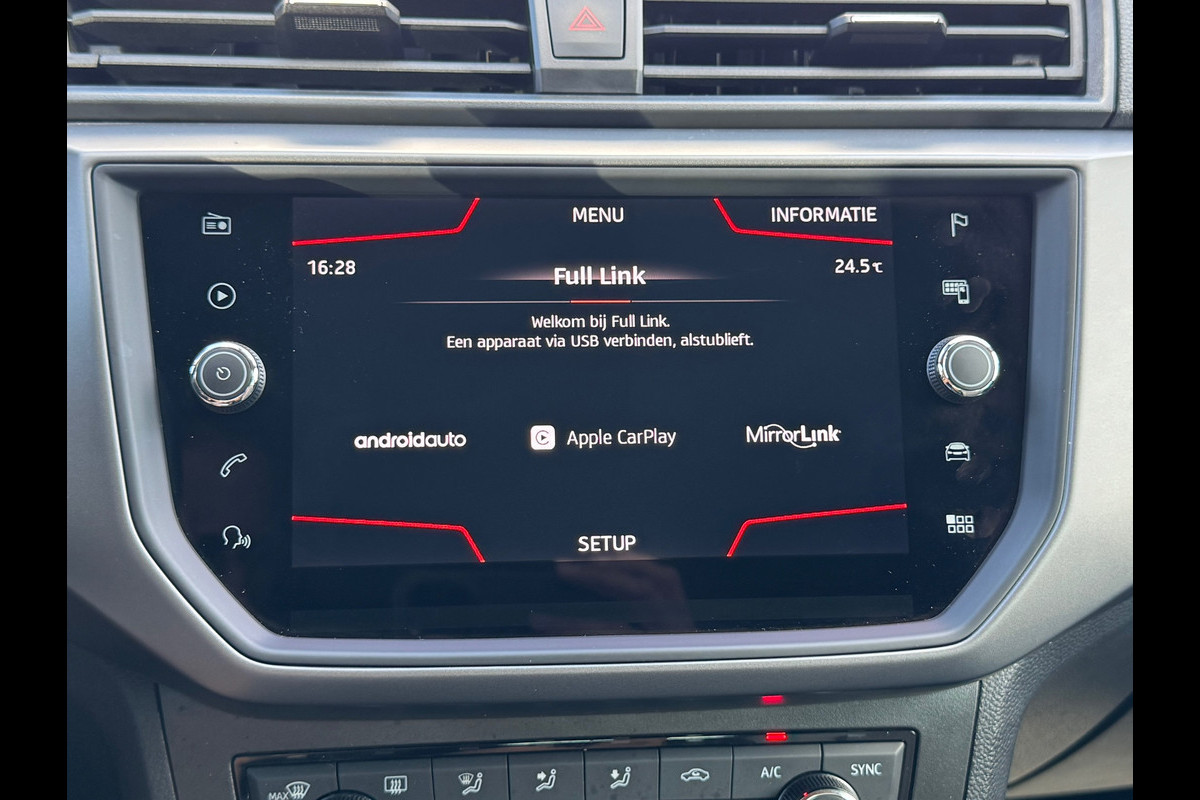 MENU
INFORMATIE
16:28
24.5°C
Full Link
Welkom bij Full Link.
Een apparaat via USB verbinden, alstublieft.
androidauto
Apple CarPlay
MirrorLink
SETUP
MAX
A/C
SYNC